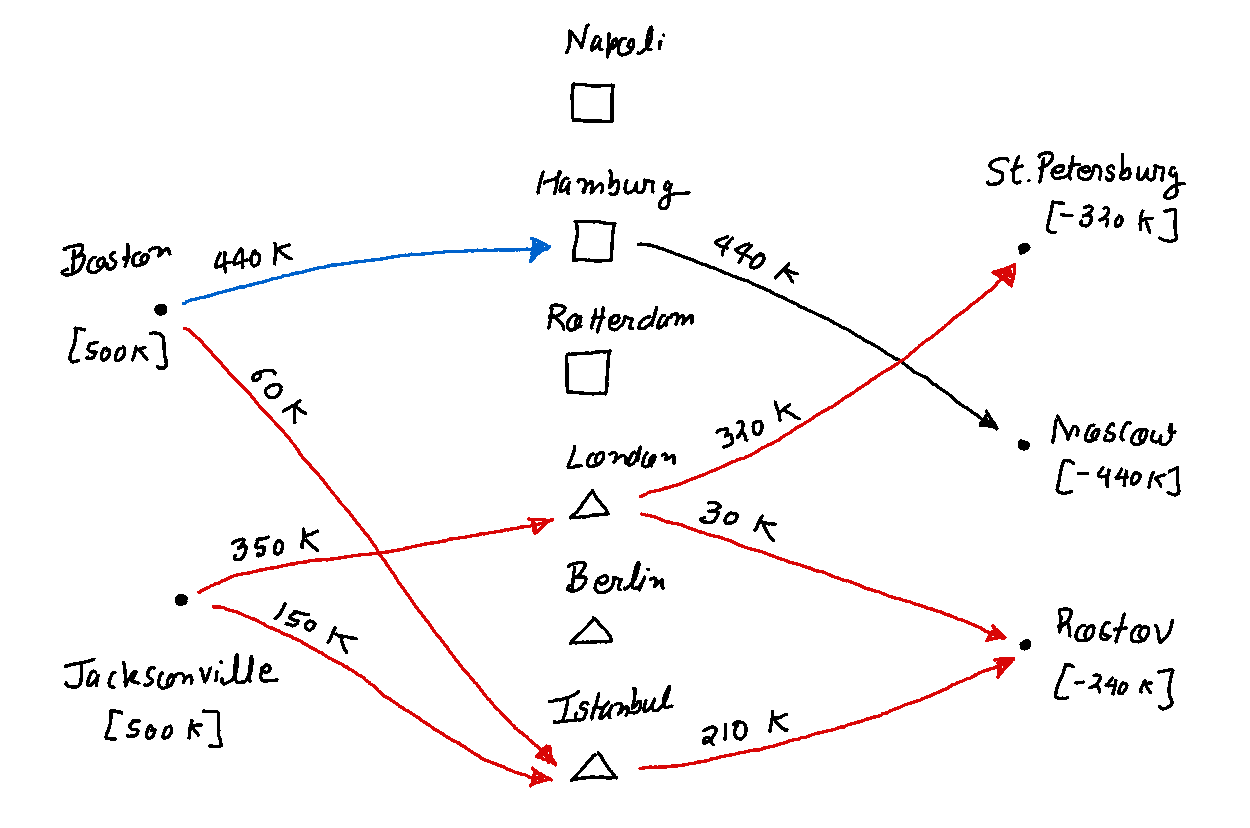 Napoli
Hamburg
St. Petersburg
[-320 K]
Boston
440 K
440 K
[500K]
Rotterdam
60 K
320 K
Moscow
[-440 K]
London
30 K
350 K
Berlin
150 K
Rostov
[-240 K]
Jacksonville
[500 K]
Istanbul
210 K